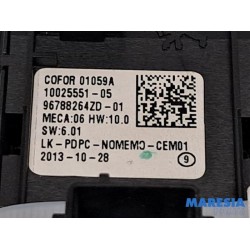 COFOR 01059A
10025551-05
96788264ZD-01
MECA:06 HW:10.0
SW:6.01
LK-PDPC-NOMEMO-CEM01
2013-10-28
9
MARESIA